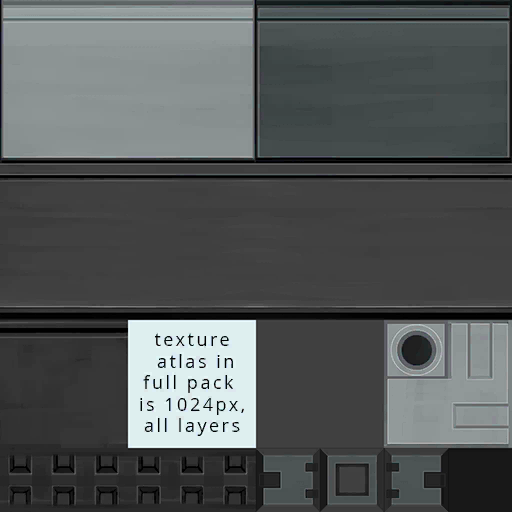 texture
atlas in
full pack
is 1024px,
all layers